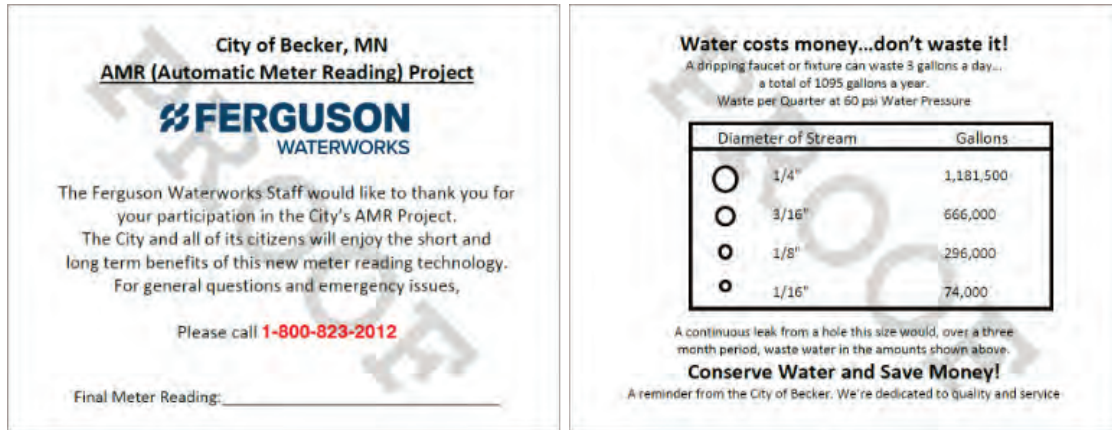 City of Becker, MN
AMR (Automatic Meter Reading) Project
FERGUSON
WATERWORKS
The Ferguson Waterworks Staff would like to thank you for
your participation in the City's AMR Project.
The City and all of its citizens will enjoy the short and
long term benefits of this new meter reading technology.
For general questions and emergency issues,
Please call 1-800-823-2012
Final Meter Reading:
PROOF
Water costs money...don't waste it!
A dripping faucet or fixture can waste 3 gallons a day...
a total of 1095 gallons a year.
Waste per Quarter at 60 psi Water Pressure
Diameter of Stream Gallons
1/4" 1,181,500
3/16" 666,000
1/8" 296,000
1/16" 74,000
A continuous leak from a hole this size would, over a three
month period, waste water in the amounts shown above.
Conserve Water and Save Money!
A reminder from the City of Becker. We're dedicated to quality and service
PROOF